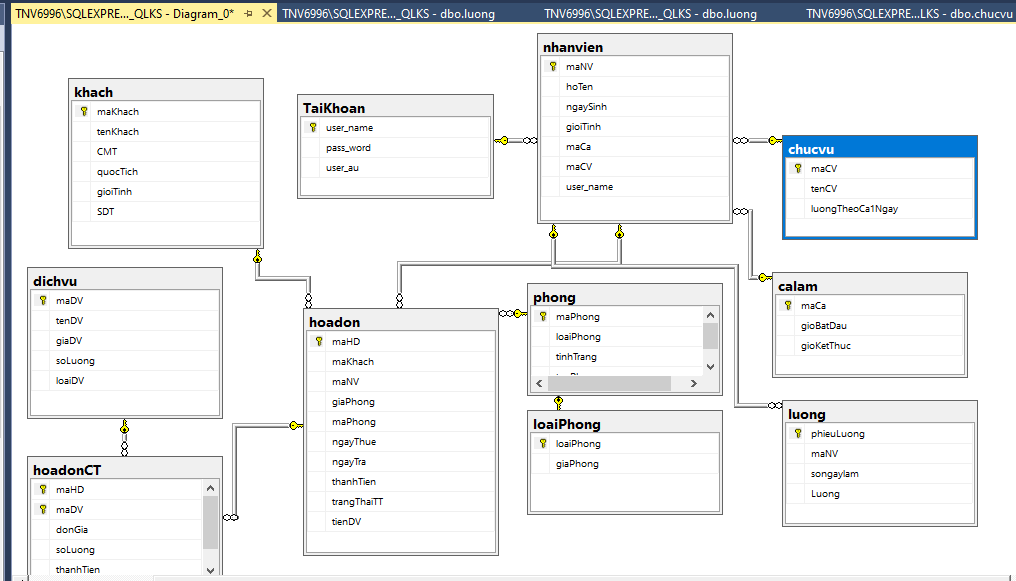 TNV6996\SQLEXPRE..._QLKS - Diagram_0*
TNV6996\SQLEXPRE..._QLKS - dbo.luong
TNV6996\SQLEXPRE..._QLKS - dbo.luong
TNV6996\SQLEXPRE...LKS - dbo.chucvu
khach
maKhach
tenKhach
CMT
quocTich
gioiTinh
SDT
TaiKhoan
user_name
pass_word
user_au
nhanvien
maNV
hoTen
ngaySinh
gioiTinh
maCa
maCV
user_name
chucvu
maCV
tenCV
luongTheoCa1Ngay
dichvu
maDV
tenDV
giaDV
soLuong
loaiDV
hoadon
maHD
maKhach
maNV
giaPhong
maPhong
ngayThue
ngayTra
thanhTien
trangThaiTT
tienDV
phong
maPhong
loaiPhong
tinhTrang
calam
maCa
gioBatDau
gioKetThuc
loaiPhong
loaiPhong
giaPhong
luong
phieuLuong
maNV
songaylam
Luong
hoadonCT
maHD
maDV
donGia
soLuong
thanhTien